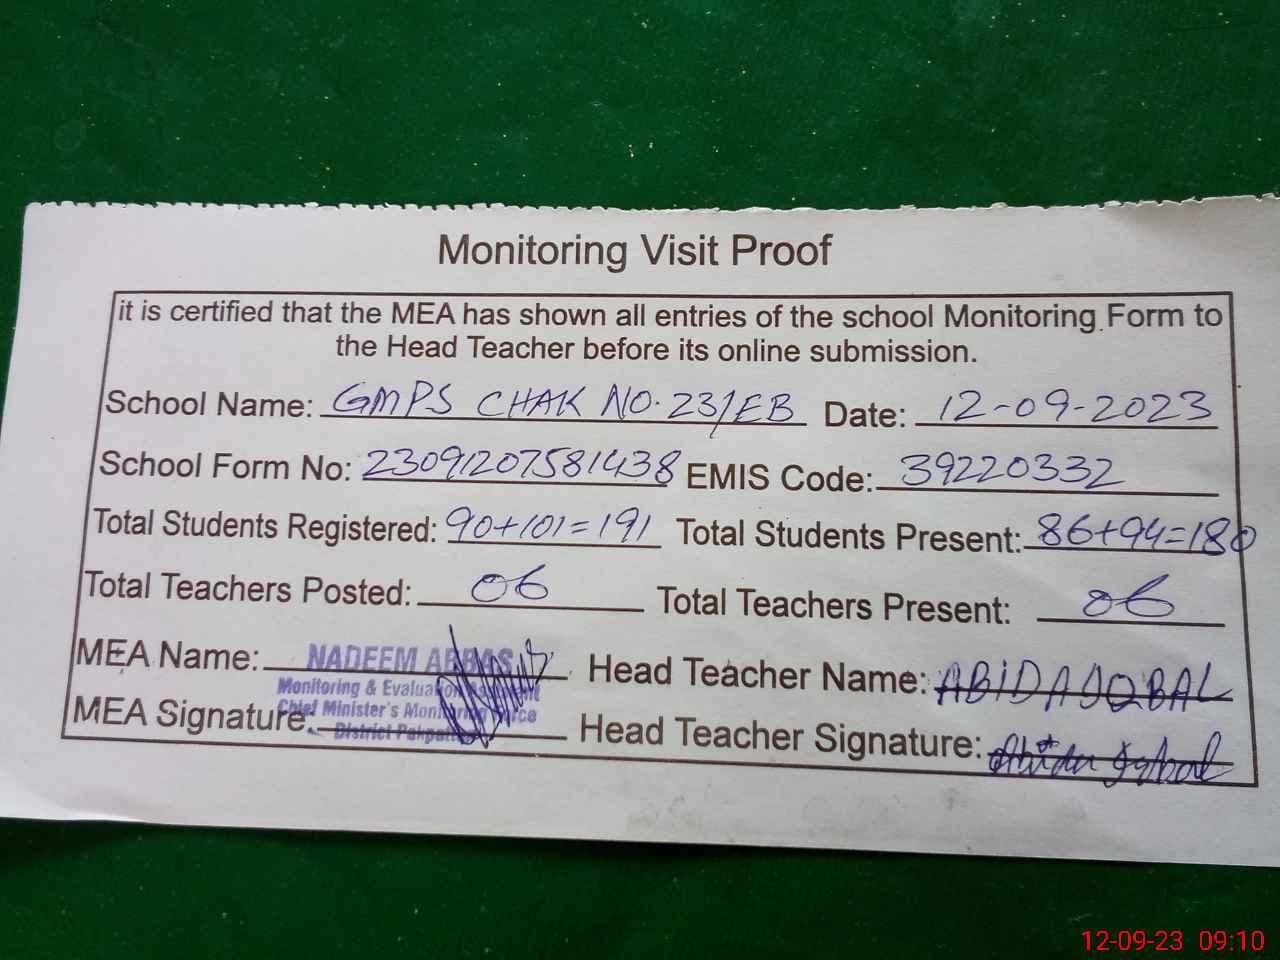 Monitoring Visit Proof
it is certified that the MEA has shown all entries of the school Monitoring Form to
the Head Teacher before its online submission.
School Name: GMPS CHAK NO. 23/EB Date: 12-09-2023
School Form No: 23091207581438 EMIS Code: 39220332
Total Students Registered: 90+101=191 Total Students Present: 86+94=180
Total Teachers Posted: 06 Total Teachers Present: 06
MEA Name: NADEEM ABBAS Head Teacher Name: ABIDA IQBAL
Monitoring & Evaluation Assistant
Chief Minister's Monitoring Force
MEA Signature: District Pakpattan Head Teacher Signature: Abida Iqbal
12-09-23 09:10